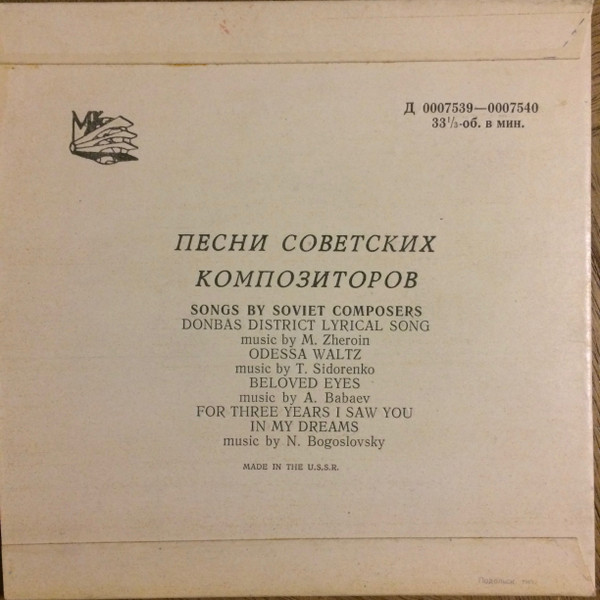 МК
Д 0007539—0007540
33⅓-об. в мин.
ПЕСНИ СОВЕТСКИХ
КОМПОЗИТОРОВ
SONGS BY SOVIET COMPOSERS
DONBAS DISTRICT LYRICAL SONG
music by M. Zheroin
ODESSA WALTZ
music by T. Sidorenko
BELOVED EYES
music by A. Babaev
FOR THREE YEARS I SAW YOU
IN MY DREAMS
music by N. Bogoslovsky
MADE IN THE U.S.S.R.